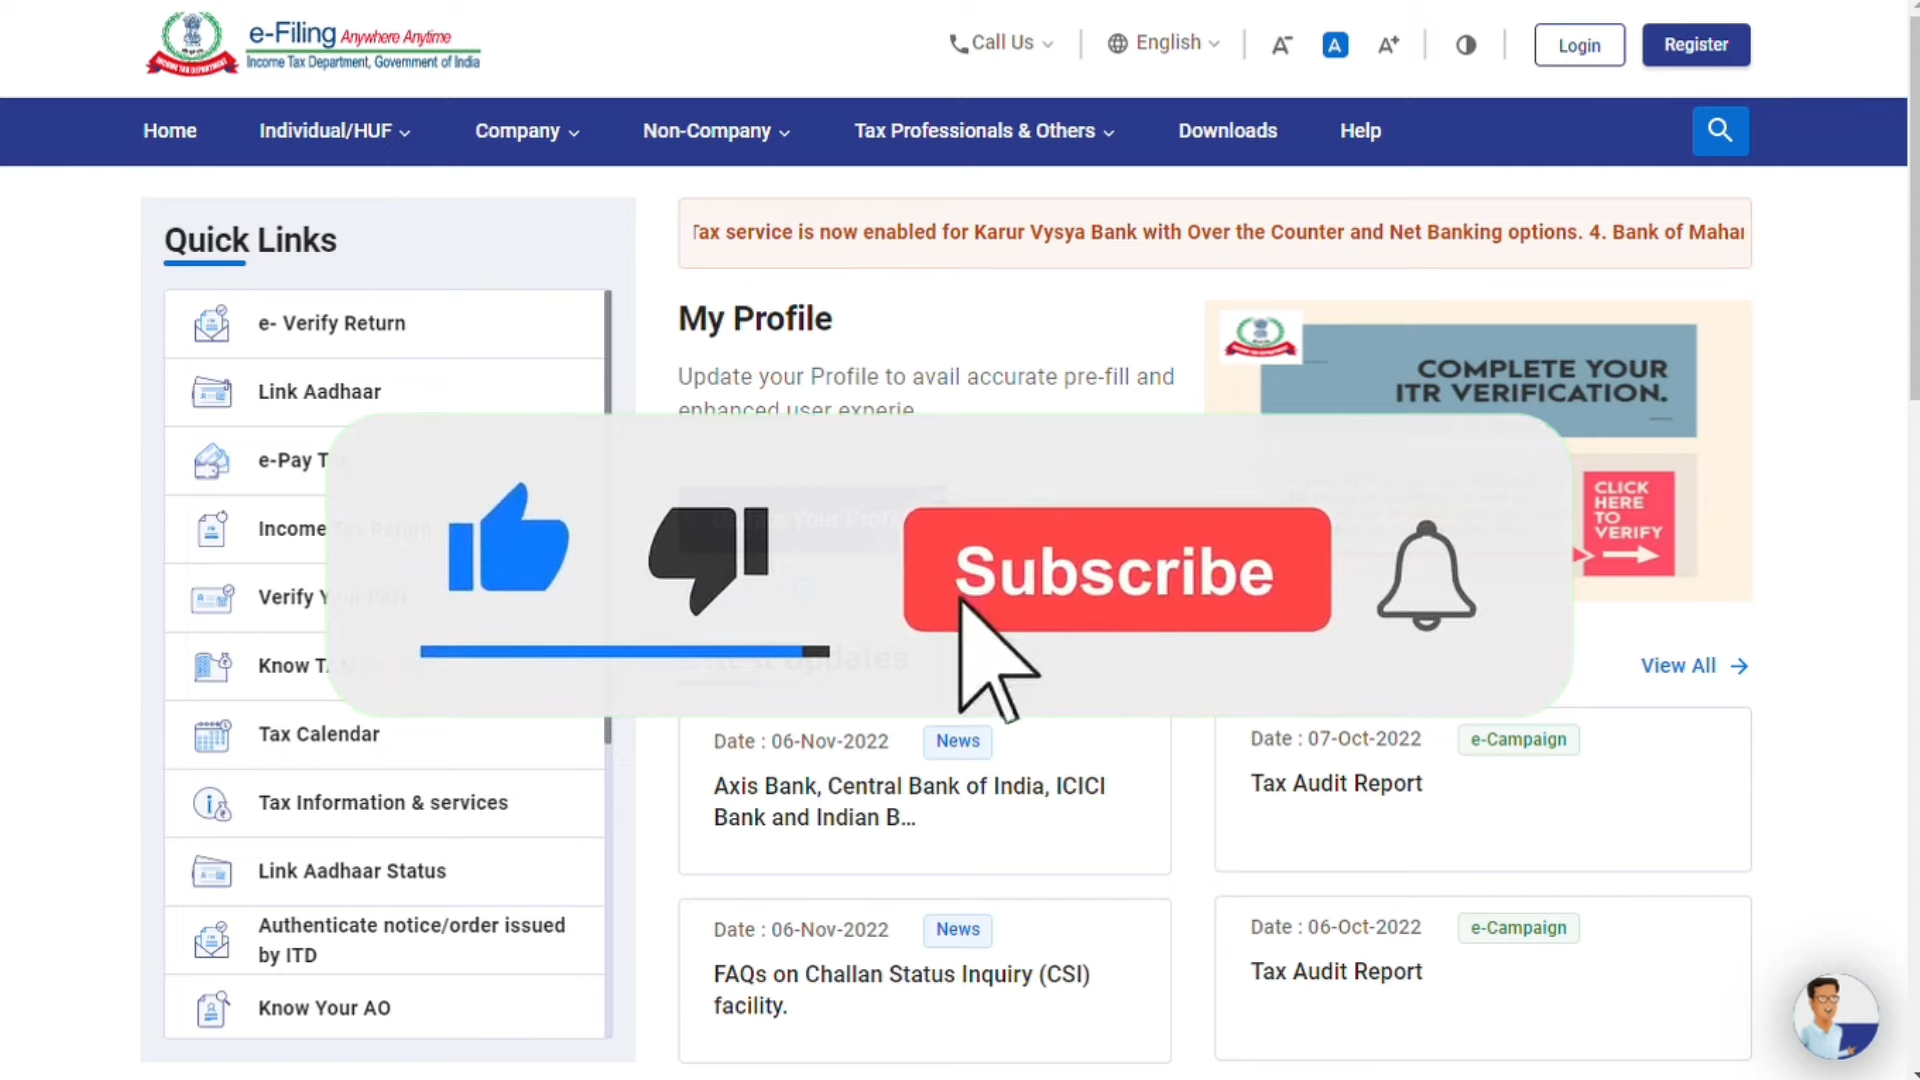 e-Filing Anywhere Anytime
Income Tax Department, Government of India
Call Us
English
A-
A
A+
Login
Register
Home
Individual/HUF
Company
Non-Company
Tax Professionals & Others
Downloads
Help
Quick Links
e- Verify Return
Link Aadhaar
e-Pay T
Income Tax Return
Verify Your PAN
Know TAN
Tax Calendar
Tax Information & services
Link Aadhaar Status
Authenticate notice/order issued
by ITD
Know Your AO
Tax service is now enabled for Karur Vysya Bank with Over the Counter and Net Banking options. 4. Bank of Mahar
My Profile
Update your Profile to avail accurate pre-fill and
enhanced user experie
COMPLETE YOUR
ITR VERIFICATION.
CLICK
HERE
TO
VERIFY
Subscribe
Updates
View All
Date : 06-Nov-2022 News
Axis Bank, Central Bank of India, ICICI
Bank and Indian B...
Date : 07-Oct-2022 e-Campaign
Tax Audit Report
Date : 06-Nov-2022 News
FAQs on Challan Status Inquiry (CSI)
facility.
Date : 06-Oct-2022 e-Campaign
Tax Audit Report